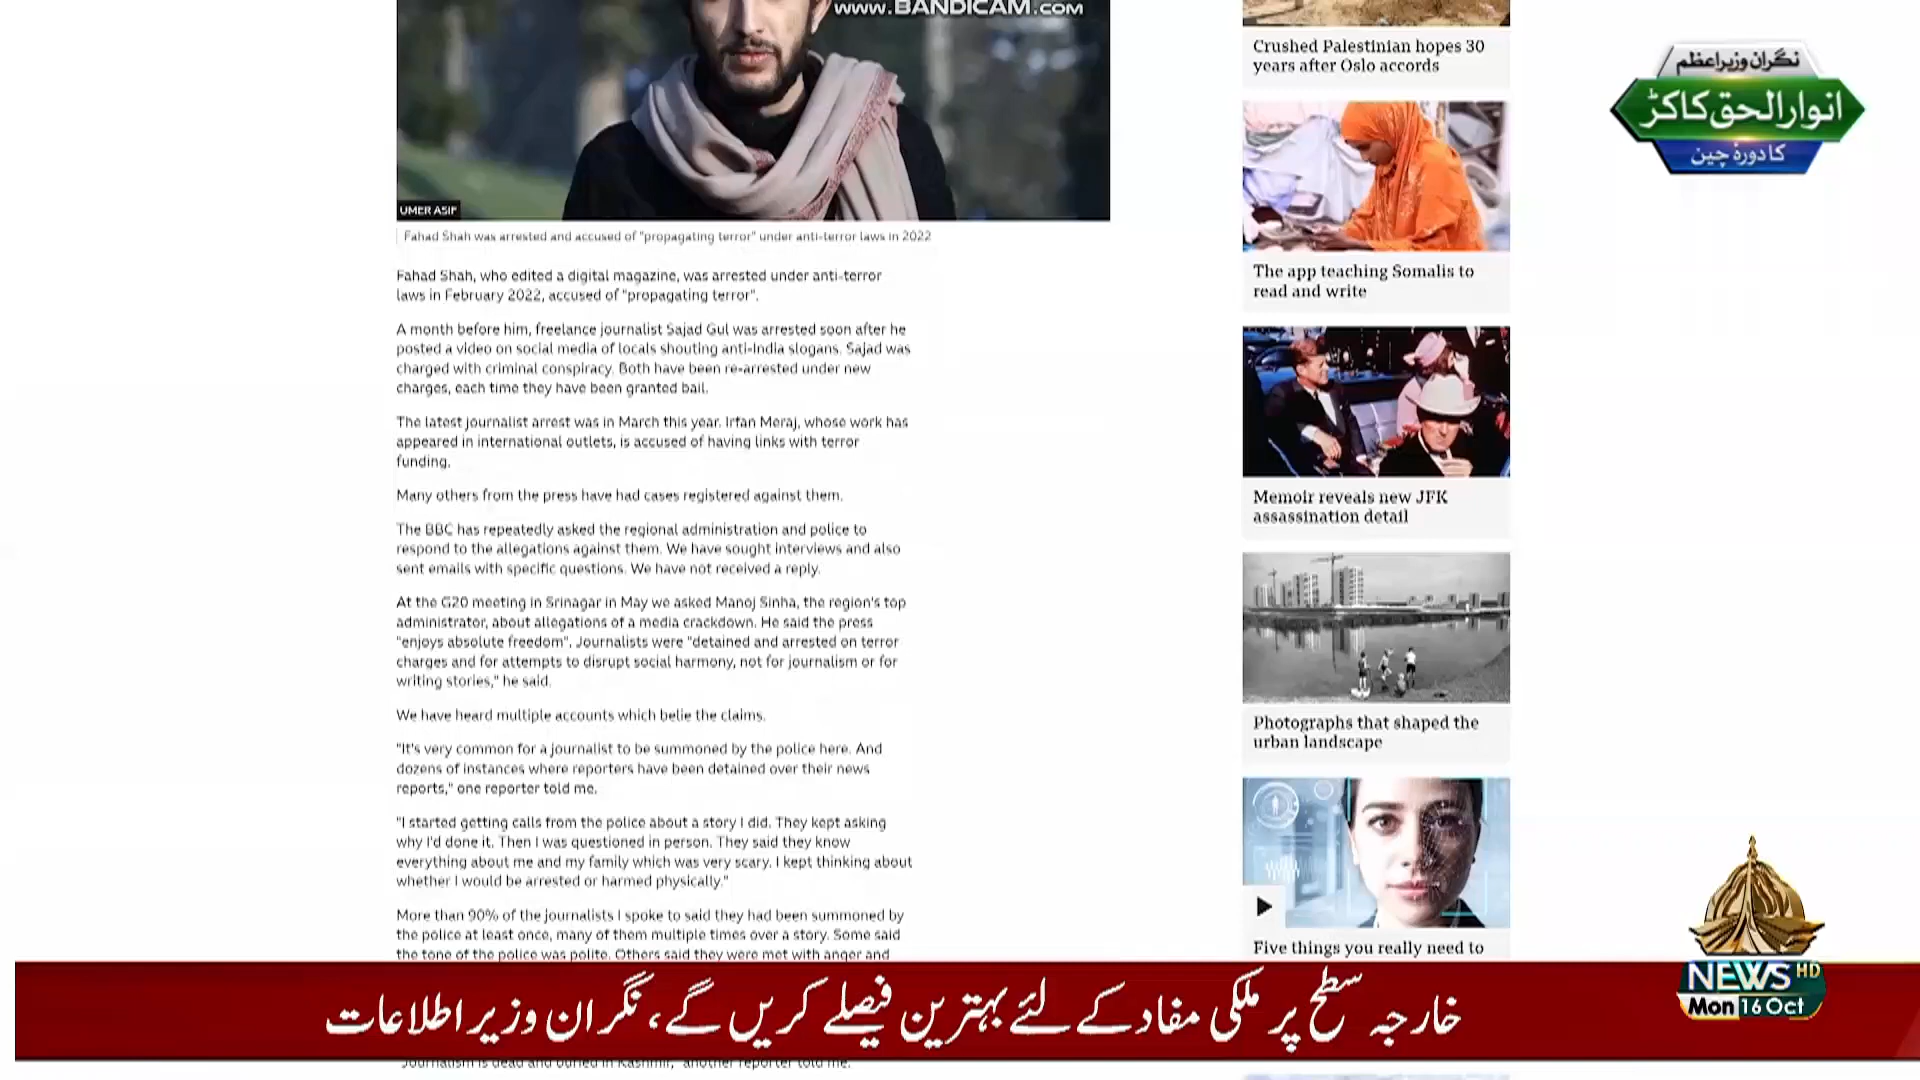 www.BANDICAM.com
UMER ASIF
Fahad Shah was arrested and accused of "propagating terror" under anti-terror laws in 2022
Fahad Shah, who edited a digital magazine, was arrested under anti-terror
laws in February 2022, accused of "propagating terror".
A month before him, freelance journalist Sajad Gul was arrested soon after he
posted a video on social media of locals shouting anti-India slogans. Sajad was
charged with criminal conspiracy. Both have been re-arrested under new
charges, each time they have been granted bail.
The latest journalist arrest was in March this year. Irfan Meraj, whose work has
appeared in international outlets, is accused of having links with terror
funding.
Many others from the press have had cases registered against them.
The BBC has repeatedly asked the regional administration and police to
respond to the allegations against them. We have sought interviews and also
sent emails with specific questions. We have not received a reply.
At the G20 meeting in Srinagar in May we asked Manoj Sinha, the region's top
administrator, about allegations of a media crackdown. He said the press
"enjoys absolute freedom". Journalists were "detained and arrested on terror
charges and for attempts to disrupt social harmony, not for journalism or for
writing stories," he said.
We have heard multiple accounts which belie the claims.
"It's very common for a journalist to be summoned by the police here. And
dozens of instances where reporters have been detained over their news
reports," one reporter told me.
"I started getting calls from the police about a story I did. They kept asking
why I'd done it. Then I was questioned in person. They said they know
everything about me and my family which was very scary. I kept thinking about
whether I would be arrested or harmed physically."
More than 90% of the journalists I spoke to said they had been summoned by
the police at least once, many of them multiple times over a story. Some said
the tone of the police was polite. Others said they were met with anger and
"Journalism is dead and buried in Kashmir," another reporter told me.
Crushed Palestinian hopes 30
years after Oslo accords
The app teaching Somalis to
read and write
Memoir reveals new JFK
assassination detail
Photographs that shaped the
urban landscape
Five things you really need to
نگران وزیراعظم
انوارالحق کاکڑ
کا دورہ چین
NEWS HD
Mon 16 Oct
خارجہ سطح پر ملکی مفاد کے لئے بہترین فیصلے کریں گے، نگران وزیر اطلاعات